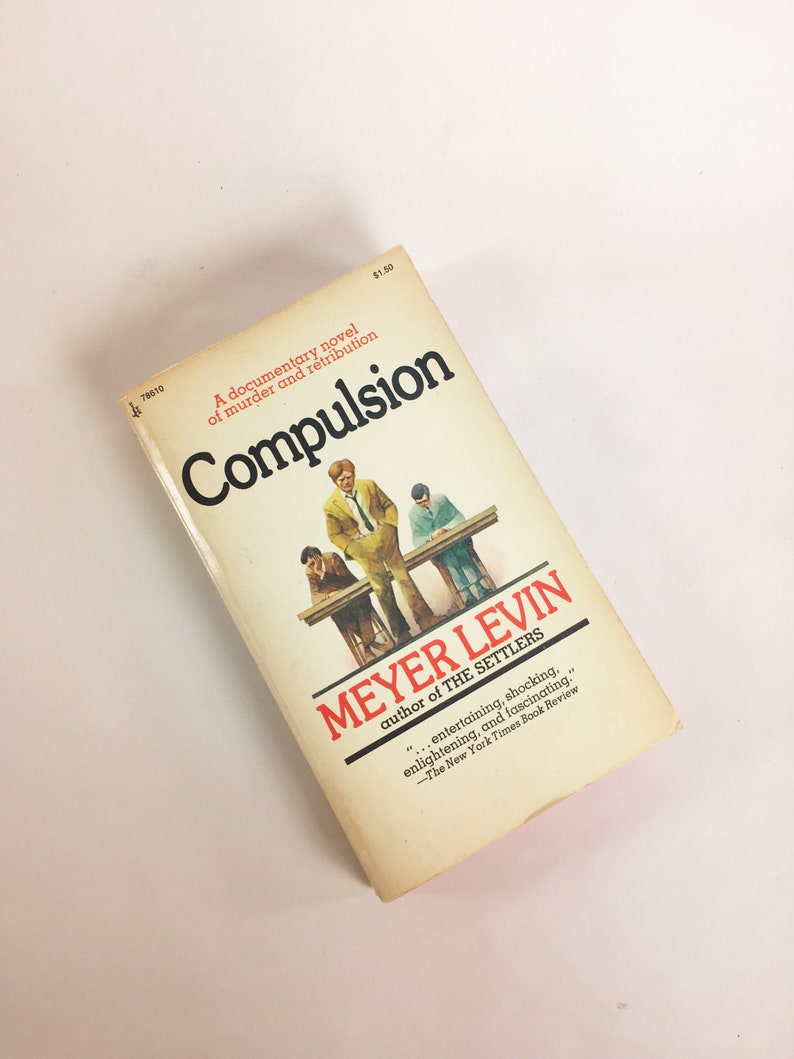 $1.50
78610
A documentary novel
of murder and retribution
Compulsion
MEYER LEVIN
author of THE SETTLERS
"...entertaining, shocking,
enlightening, and fascinating."
—The New York Times Book Review